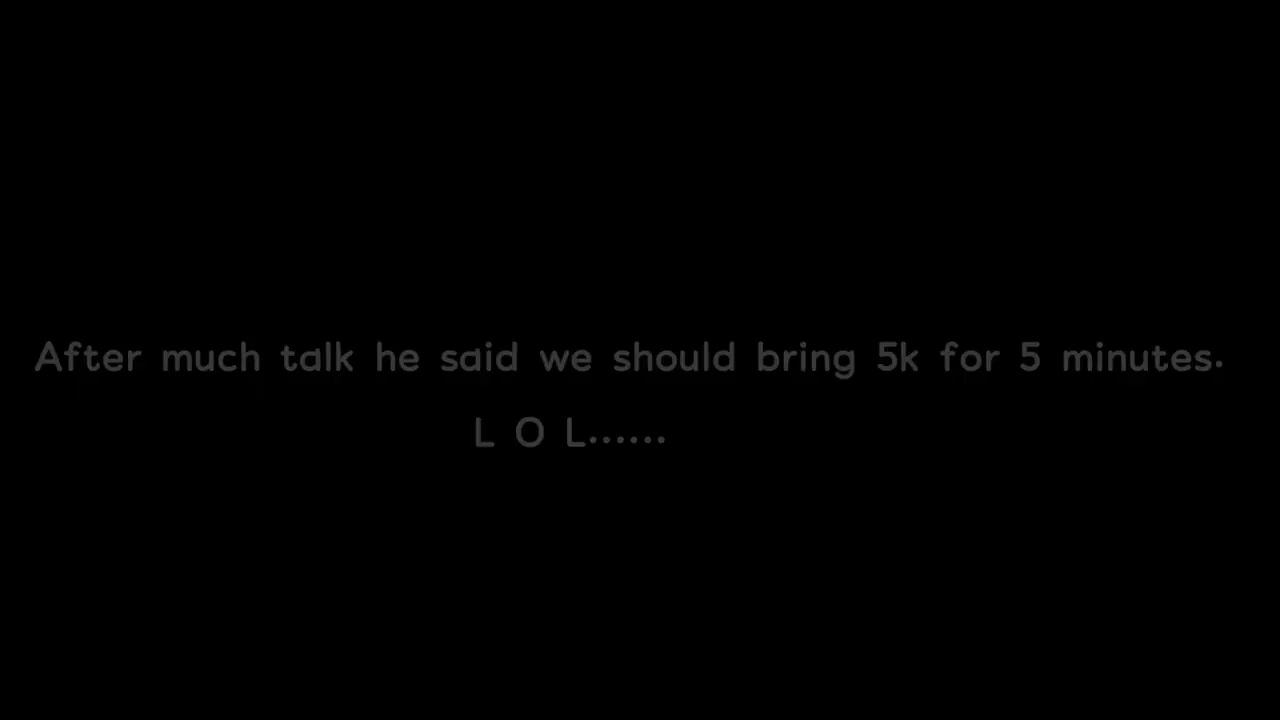 After much talk he said we should bring 5k for 5 minutes.
L O L......